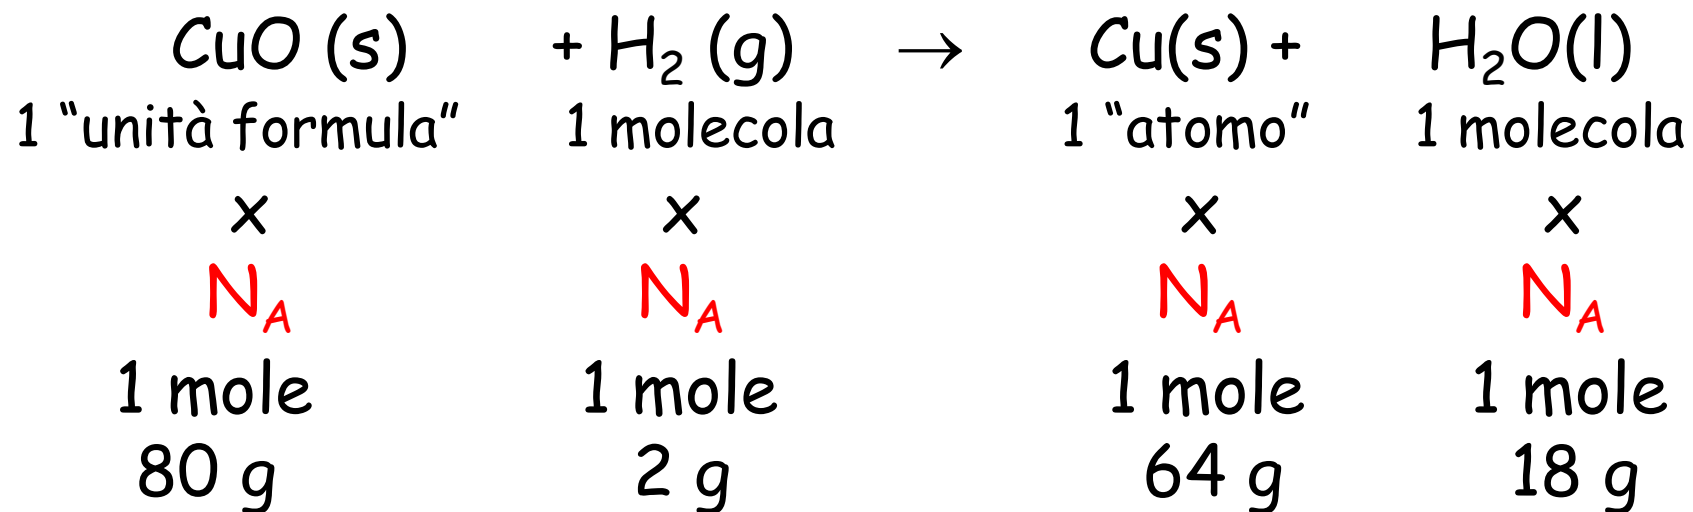 CuO (s) + H₂ (g) → Cu(s) + H₂O(l)
1 “unità formula” 1 molecola 1 “atomo” 1 molecola
x x x x
N_A N_A N_A N_A
1 mole 1 mole 1 mole 1 mole
80 g 2 g 64 g 18 g